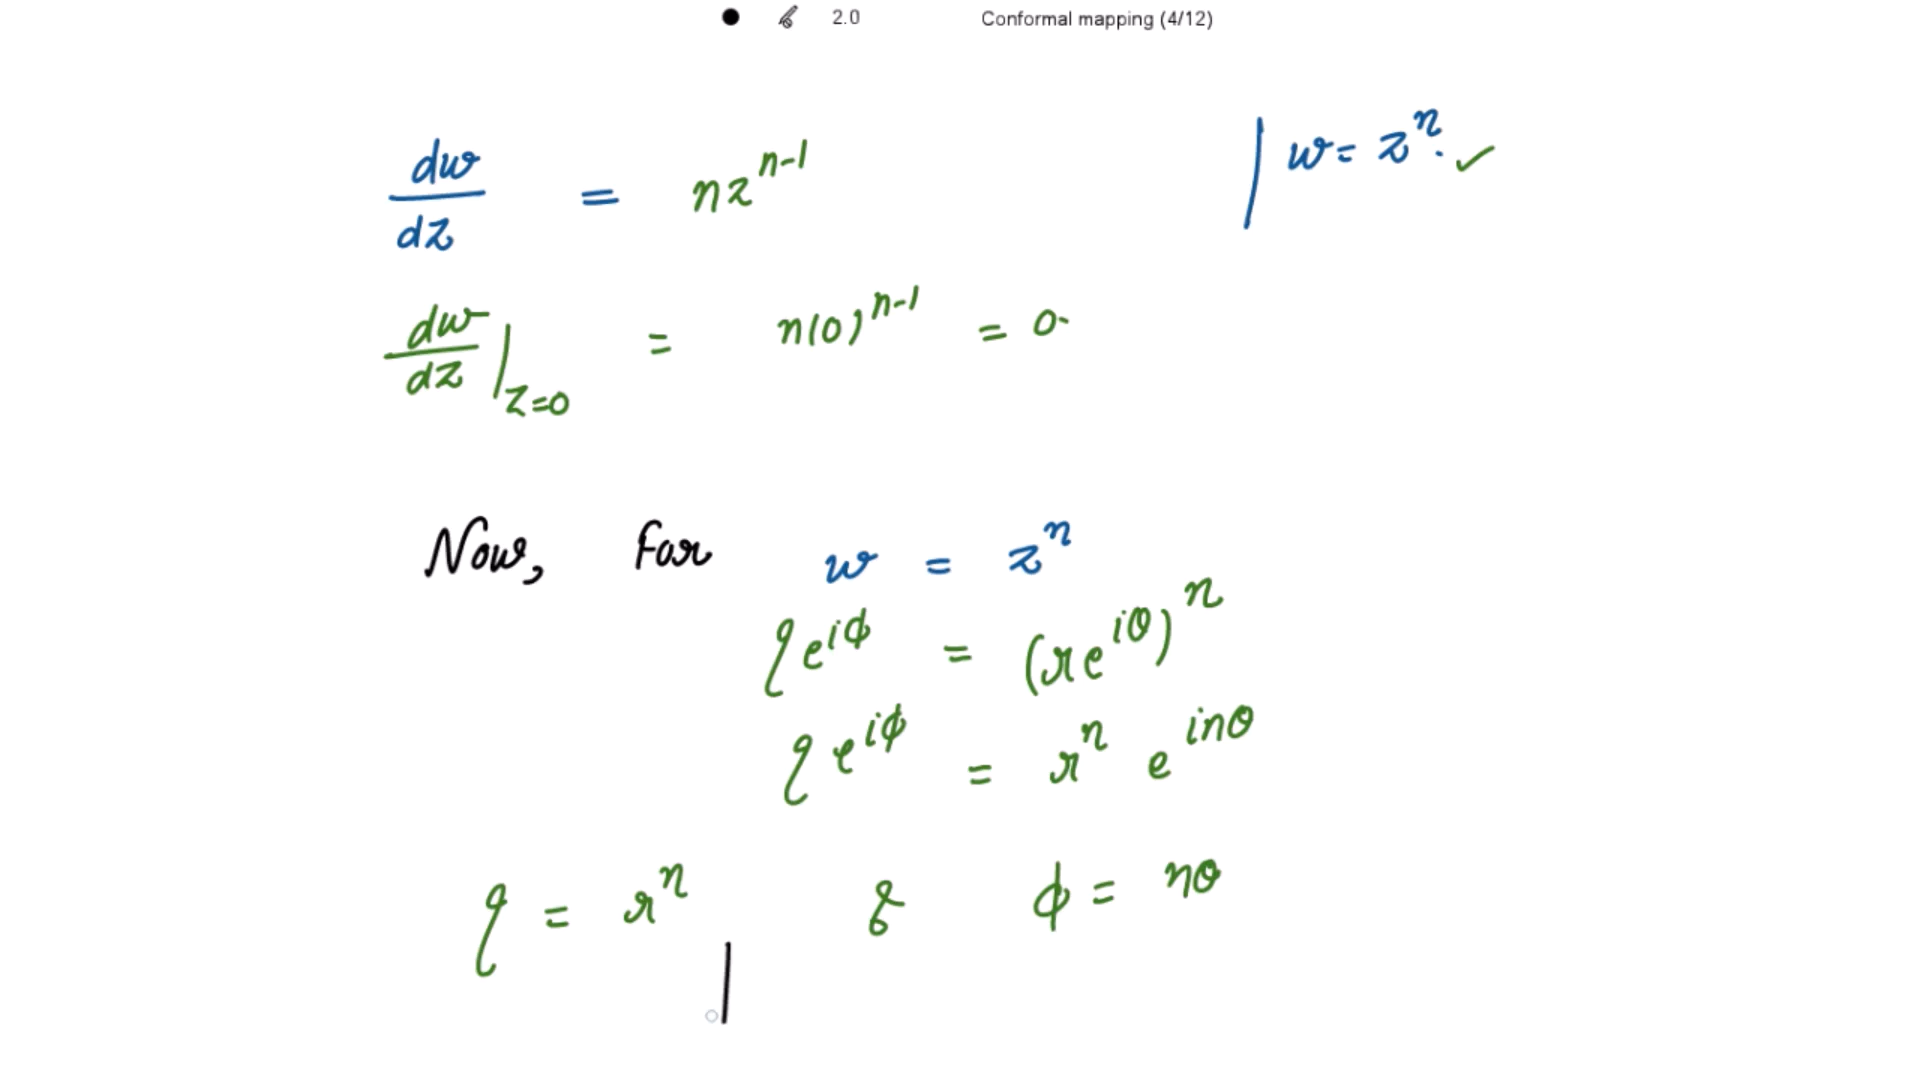 2.0 Conformal mapping (4/12)
dw/dz = nz^{n-1} | w = z^n. ✓
dw/dz |_{z=0} = n(0)^{n-1} = 0.
Now, for w = z^n
ρe^{iϕ} = (re^{iθ})^n
ρe^{iϕ} = r^n e^{inθ}
ρ = r^n & ϕ = nθ